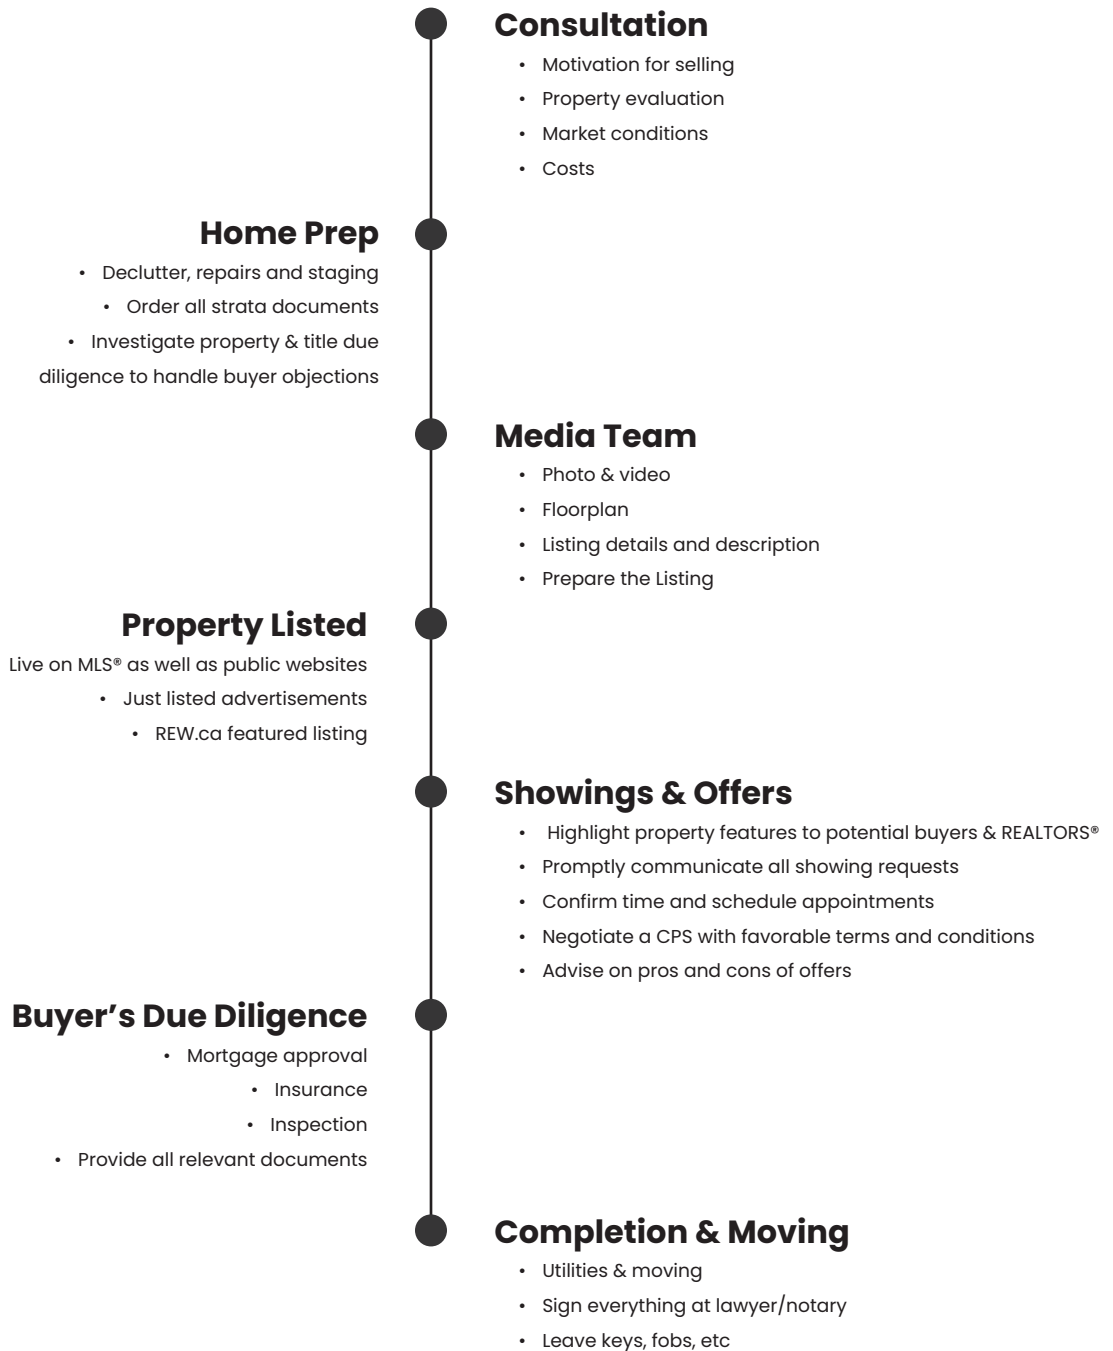 Consultation
• Motivation for selling
• Property evaluation
• Market conditions
• Costs
Home Prep
• Declutter, repairs and staging
• Order all strata documents
• Investigate property & title due
diligence to handle buyer objections
Media Team
• Photo & video
• Floorplan
• Listing details and description
• Prepare the Listing
Property Listed
Live on MLS® as well as public websites
• Just listed advertisements
• REW.ca featured listing
Showings & Offers
• Highlight property features to potential buyers & REALTORS®
• Promptly communicate all showing requests
• Confirm time and schedule appointments
• Negotiate a CPS with favorable terms and conditions
• Advise on pros and cons of offers
Buyer’s Due Diligence
• Mortgage approval
• Insurance
• Inspection
• Provide all relevant documents
Completion & Moving
• Utilities & moving
• Sign everything at lawyer/notary
• Leave keys, fobs, etc